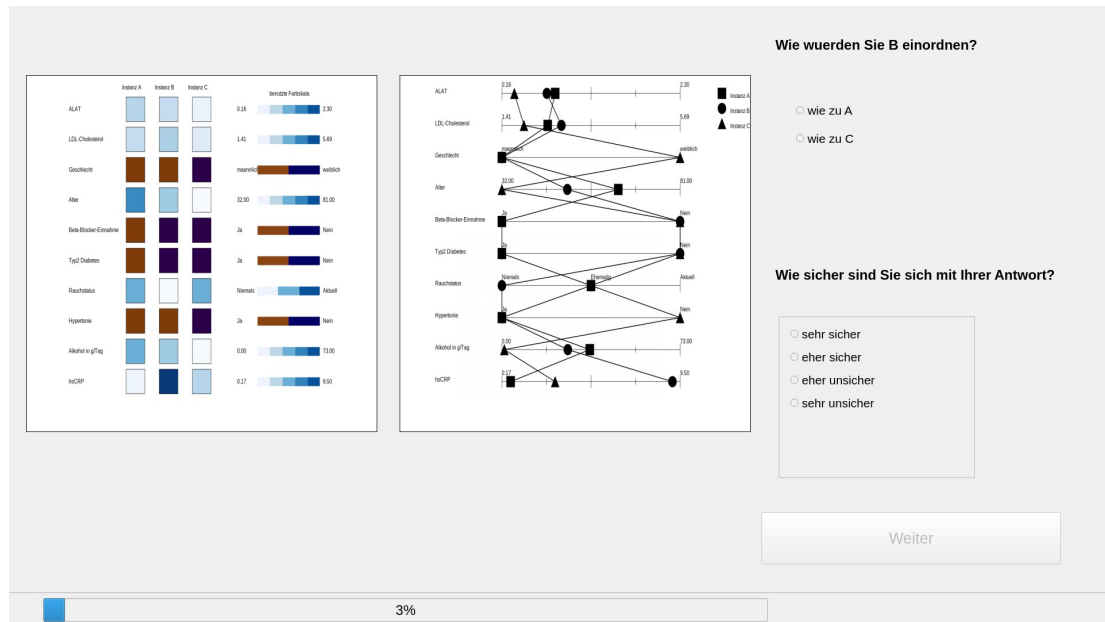 Wie wuerden Sie B einordnen?
wie zu A
wie zu C
Wie sicher sind Sie sich mit Ihrer Antwort?
sehr sicher
eher sicher
eher unsicher
sehr unsicher
Weiter
3%
Instanz A Instanz B Instanz C
benutzte Farbskala
ALAT 0.16 2.30
LDL-Cholesterol 1.41 5.69
Geschlecht maennlich weiblich
Alter 32.00 81.00
Beta-Blocker-Einnahme Ja Nein
Typ2 Diabetes Ja Nein
Rauchstatus Niemals Aktuell
Hypertonie Ja Nein
Alkohol in g/Tag 0.00 73.00
hsCRP 0.17 9.50
ALAT 0.16 2.30
LDL-Cholesterol 1.41 5.69
Geschlecht maennlich weiblich
Alter 32.00 81.00
Beta-Blocker-Einnahme Ja Nein
Typ2 Diabetes Ja Nein
Rauchstatus Niemals Ehemalig Aktuell
Hypertonie Ja Nein
Alkohol in g/Tag 0.00 73.00
hsCRP 0.17 9.50
Instanz A
Instanz B
Instanz C